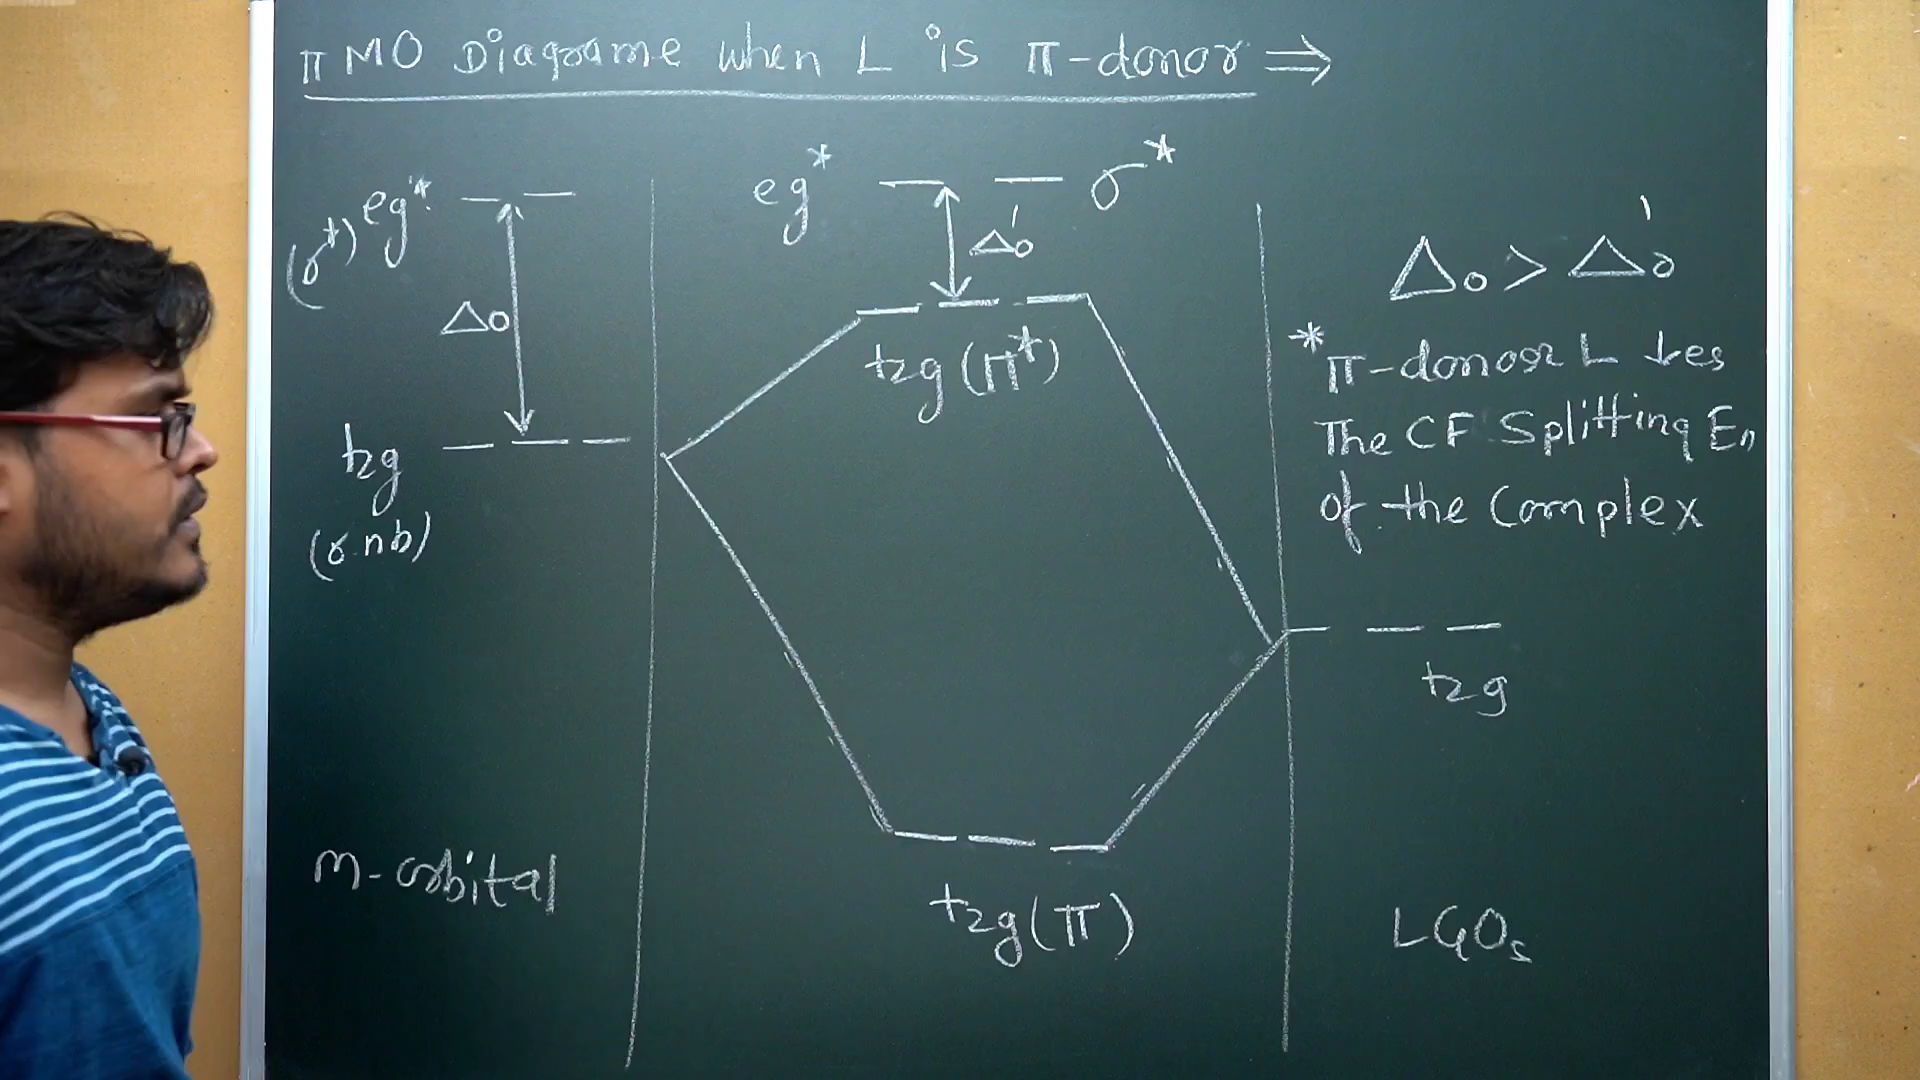 π MO Diagrame when L is π-donor ⇒
(σ*) eg*
Δo
t2g
(σ.nb)
m-orbital
eg* σ*
Δo'
t2g (π*)
t2g (π)
Δo > Δo'
* π-donor L ↓es
The CF Splitting En
of the Complex
t2g
LGOs